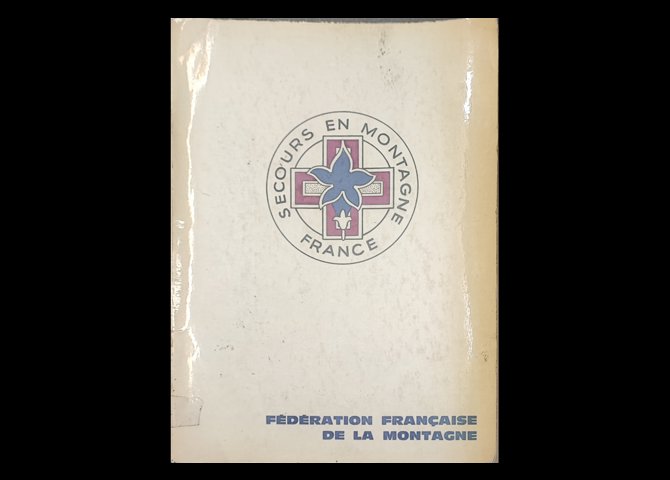 SECOURS EN MONTAGNE
FRANCE
FÉDÉRATION FRANÇAISE
DE LA MONTAGNE